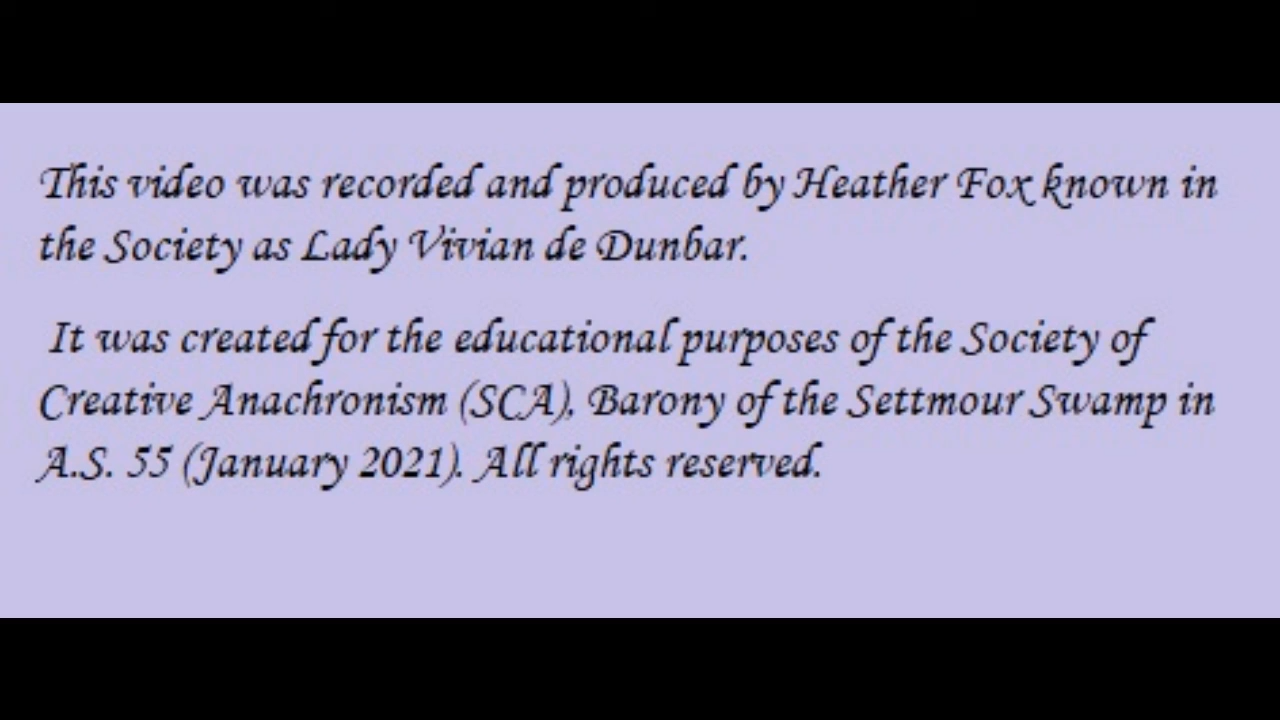 This video was recorded and produced by Heather Fox known in
the Society as Lady Vivian de Dunbar.
It was created for the educational purposes of the Society of
Creative Anachronism (SCA), Barony of the Settmour Swamp in
A.S. 55 (January 2021). All rights reserved.